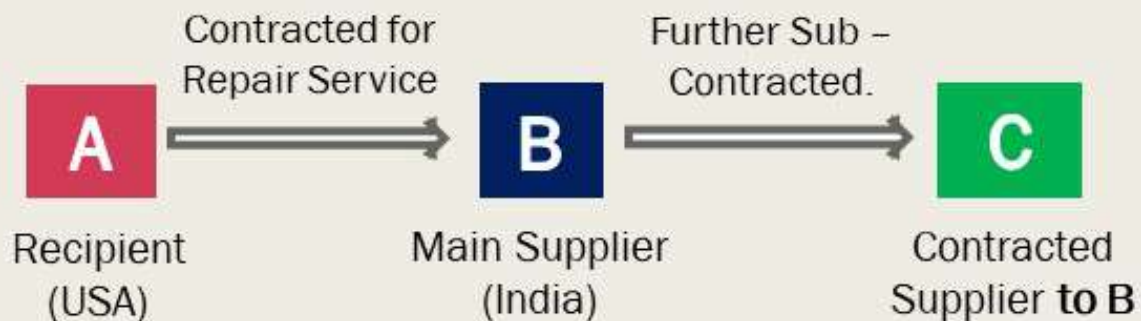 Contracted for
Repair Service
Further Sub –
Contracted.
A
B
C
Recipient
(USA)
Main Supplier
(India)
Contracted
Supplier to B